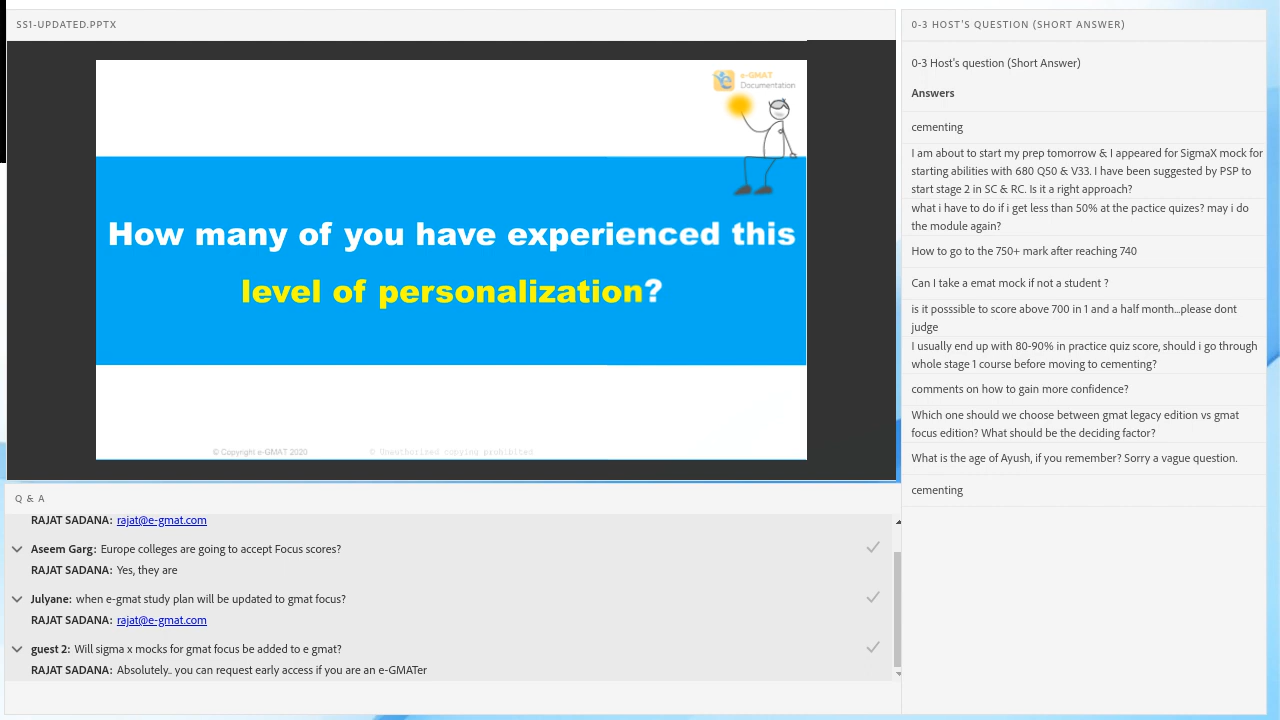 SS1-UPDATED.PPTX
e-GMAT
Documentation
How many of you have experienced this
level of personalization?
© Copyright e-GMAT 2020
© Unauthorized copying prohibited
Q & A
RAJAT SADANA: rajat@e-gmat.com
Aseem Garg: Europe colleges are going to accept Focus scores?
RAJAT SADANA: Yes, they are
Julyane: when e-gmat study plan will be updated to gmat focus?
RAJAT SADANA: rajat@e-gmat.com
guest 2: Will sigma x mocks for gmat focus be added to e gmat?
RAJAT SADANA: Absolutely.. you can request early access if you are an e-GMATer
0-3 HOST'S QUESTION (SHORT ANSWER)
0-3 Host's question (Short Answer)
Answers
cementing
I am about to start my prep tomorrow & I appeared for SigmaX mock for
starting abilities with 680 Q50 & V33. I have been suggested by PSP to
start stage 2 in SC & RC. Is it a right approach?
what i have to do if i get less than 50% at the pactice quizes? may i do
the module again?
How to go to the 750+ mark after reaching 740
Can I take a emat mock if not a student ?
is it posssible to score above 700 in 1 and a half month...please dont
judge
I usually end up with 80-90% in practice quiz score, should i go through
whole stage 1 course before moving to cementing?
comments on how to gain more confidence?
Which one should we choose between gmat legacy edition vs gmat
focus edition? What should be the deciding factor?
What is the age of Ayush, if you remember? Sorry a vague question.
cementing